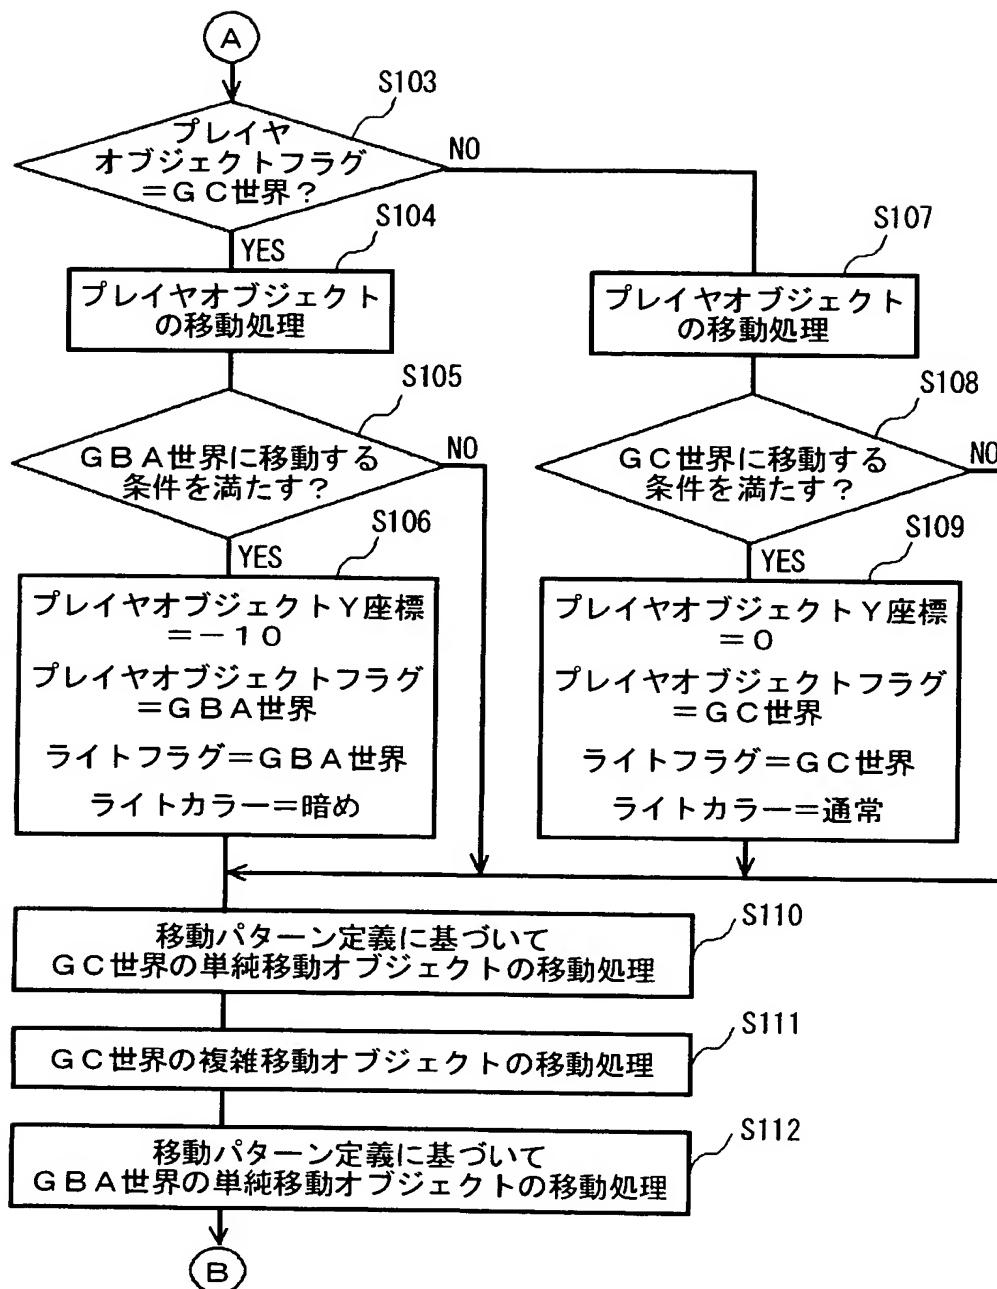 A
S103
プレイヤ
オブジェクトフラグ
＝ＧＣ世界？
NO
YES
S104
プレイヤオブジェクト
の移動処理
S107
プレイヤオブジェクト
の移動処理
S105
ＧＢＡ世界に移動する
条件を満たす？
NO
YES
S108
ＧＣ世界に移動する
条件を満たす？
NO
YES
S106
プレイヤオブジェクトＹ座標
＝－１０
プレイヤオブジェクトフラグ
＝ＧＢＡ世界
ライトフラグ＝ＧＢＡ世界
ライトカラー＝暗め
S109
プレイヤオブジェクトＹ座標
＝０
プレイヤオブジェクトフラグ
＝ＧＣ世界
ライトフラグ＝ＧＣ世界
ライトカラー＝通常
S110
移動パターン定義に基づいて
ＧＣ世界の単純移動オブジェクトの移動処理
S111
ＧＣ世界の複雑移動オブジェクトの移動処理
S112
移動パターン定義に基づいて
ＧＢＡ世界の単純移動オブジェクトの移動処理
B